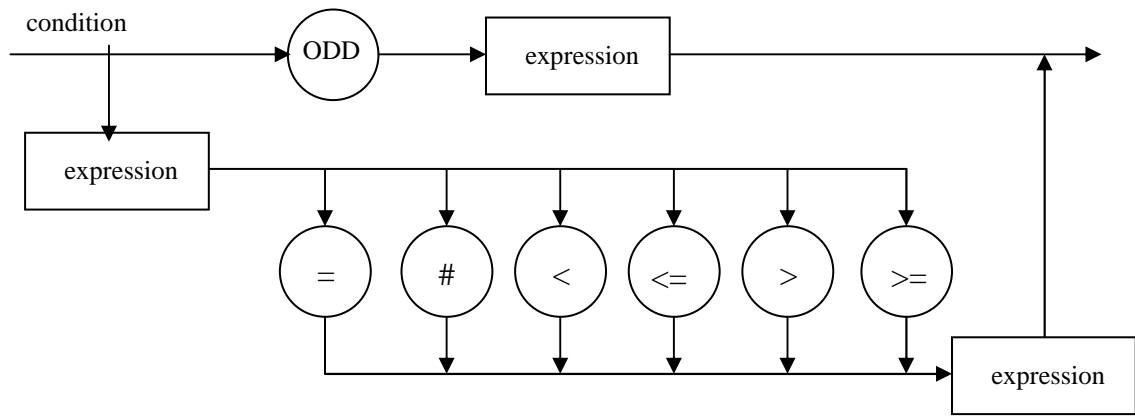 condition
ODD
expression
expression
= # < <= > >=
expression